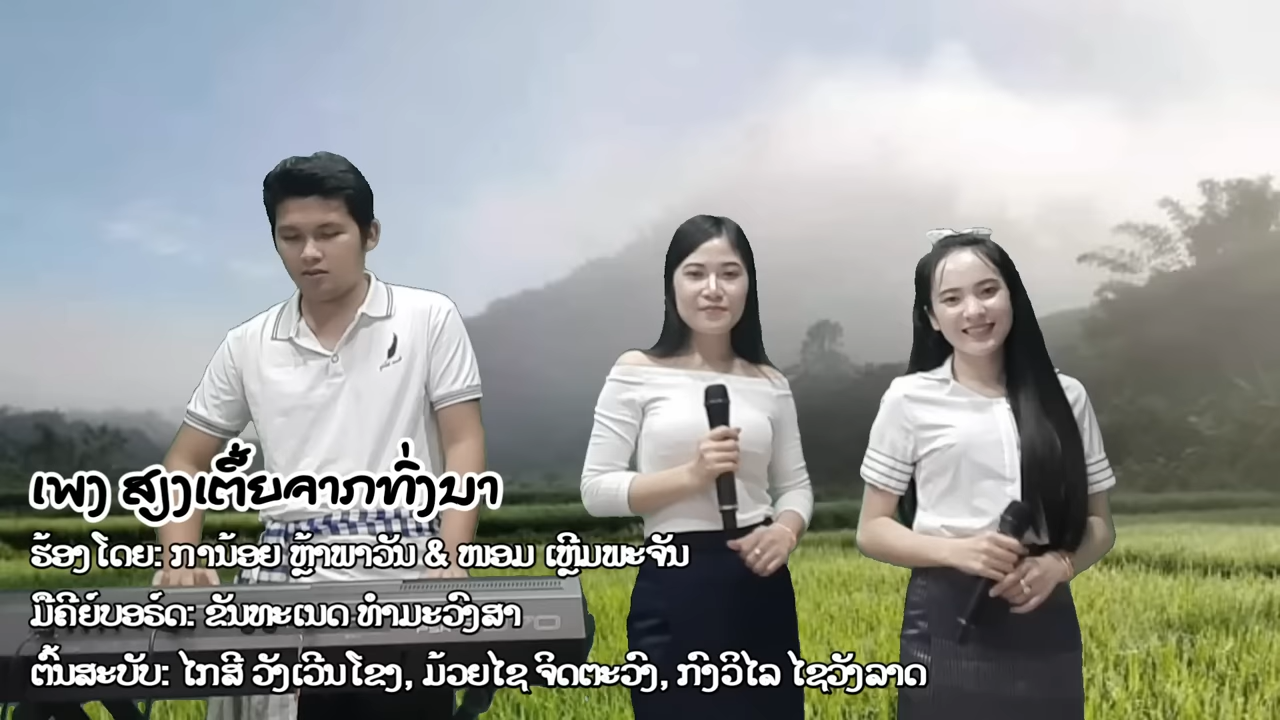 ເພງ ສຽງເຕີ້ຍຈາກທົ່ງນາ
ຮ້ອງໂດຍ: ການ້ອຍ ຫຼ້າພາວັນ & ໜອມ ເຫຼີມພະຈັນ
ມືຄີຍ໌ບອຣ໌ດ: ຂັນທະເນດ ທຳມະວົງສາ
ຕົ້ນສະບັບ: ໄກສີ ວັງເວີນໂຂງ, ມ້ວຍໄຊ ຈິດຕະວົງ, ກົງວິໄລ ໄຊວັງລາດ